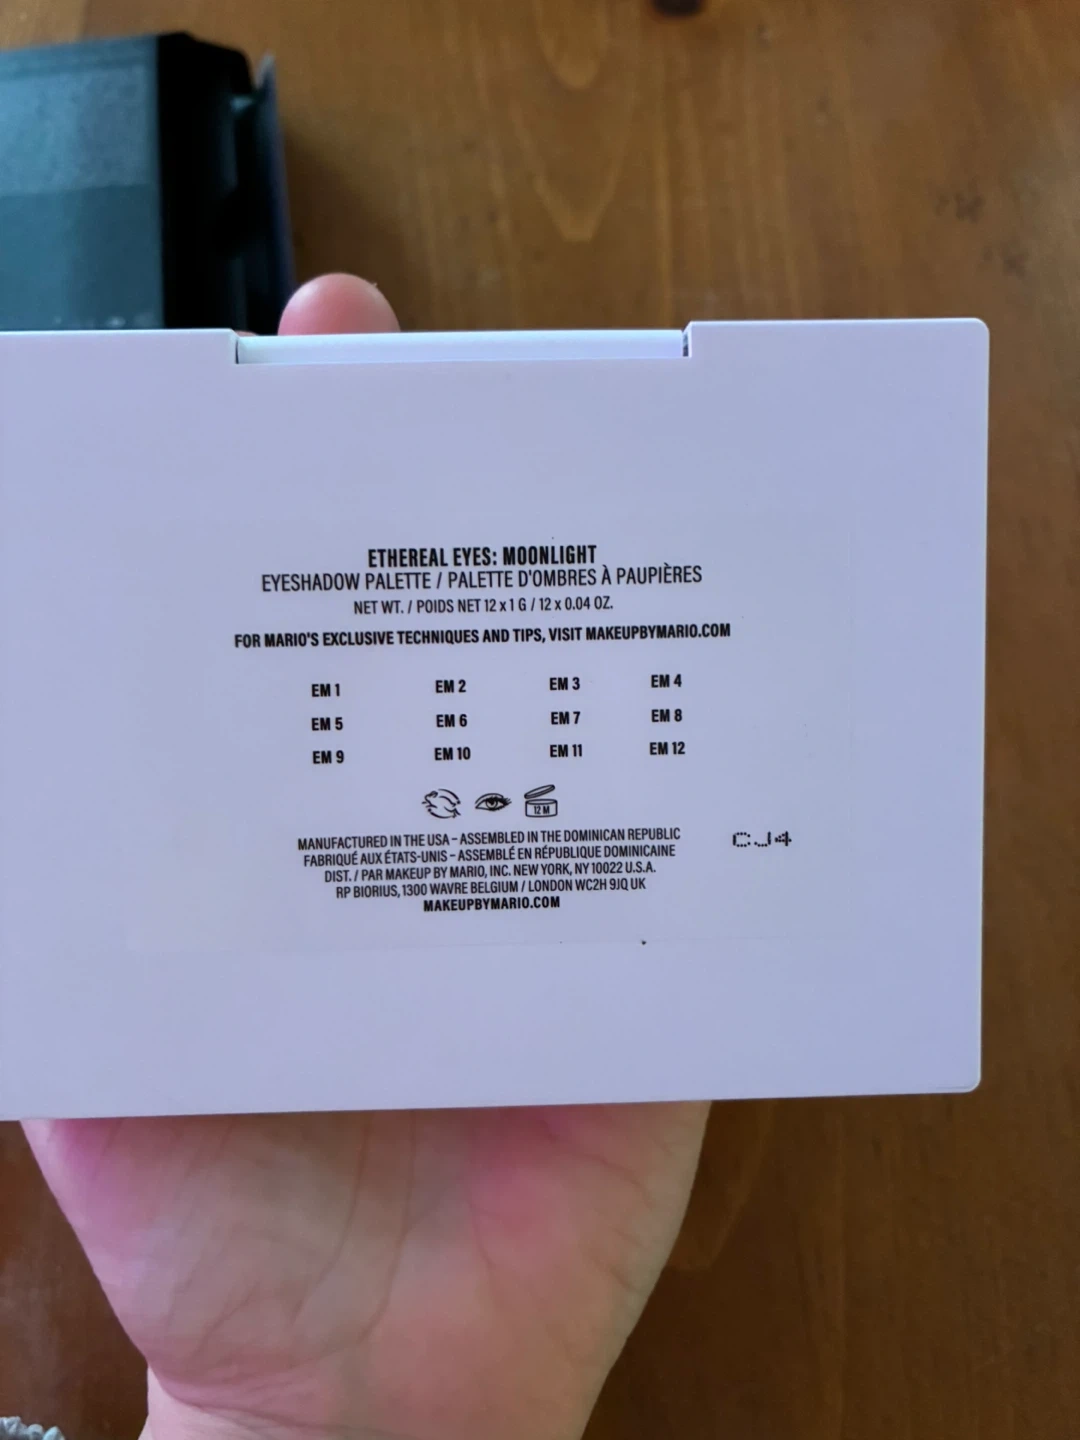 ETHEREAL EYES: MOONLIGHT
EYESHADOW PALETTE / PALETTE D'OMBRES À PAUPIÈRES
NET WT. / POIDS NET 12 x 1 G / 12 x 0.04 OZ.
FOR MARIO'S EXCLUSIVE TECHNIQUES AND TIPS, VISIT MAKEUPBYMARIO.COM
EM 1 EM 2 EM 3 EM 4
EM 5 EM 6 EM 7 EM 8
EM 9 EM 10 EM 11 EM 12
12 M
MANUFACTURED IN THE USA – ASSEMBLED IN THE DOMINICAN REPUBLIC
FABRIQUÉ AUX ÉTATS-UNIS – ASSEMBLÉ EN RÉPUBLIQUE DOMINICAINE
DIST. / PAR MAKEUP BY MARIO, INC. NEW YORK, NY 10022 U.S.A.
RP BIORIUS, 1300 WAVRE BELGIUM / LONDON WC2H 9JQ UK
MAKEUPBYMARIO.COM
CJ4